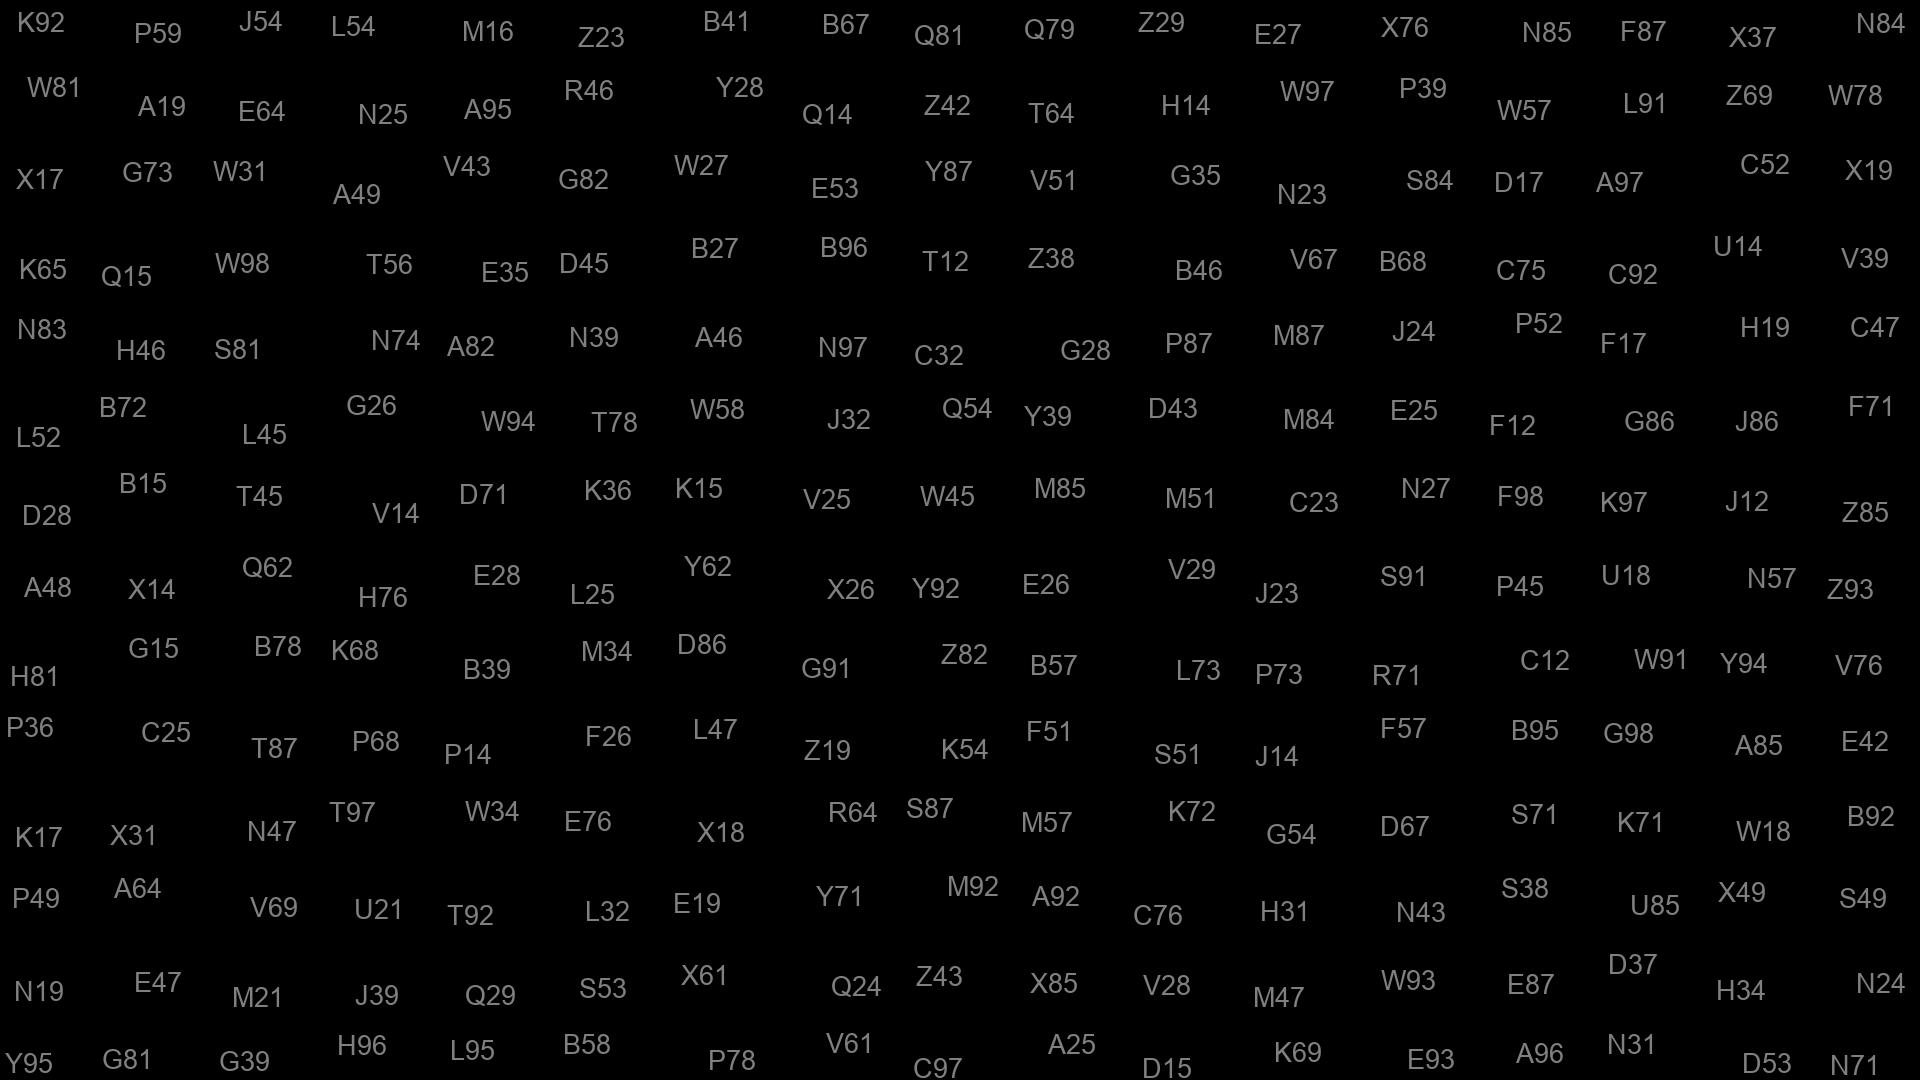 K92 P59 J54 L54 M16 Z23 B41 B67 Q81 Q79 Z29 E27 X76 N85 F87 X37 N84
W81 A19 E64 N25 A95 R46 Y28 Q14 Z42 T64 H14 W97 P39 W57 L91 Z69 W78
X17 G73 W31 A49 V43 G82 W27 E53 Y87 V51 G35 N23 S84 D17 A97 C52 X19
K65 Q15 W98 T56 E35 D45 B27 B96 T12 Z38 B46 V67 B68 C75 C92 U14 V39
N83 H46 S81 N74 A82 N39 A46 N97 C32 G28 P87 M87 J24 P52 F17 H19 C47
L52 B72 L45 G26 W94 T78 W58 J32 Q54 Y39 D43 M84 E25 F12 G86 J86 F71
D28 B15 T45 V14 D71 K36 K15 V25 W45 M85 M51 C23 N27 F98 K97 J12 Z85
A48 X14 Q62 H76 E28 L25 Y62 X26 Y92 E26 V29 J23 S91 P45 U18 N57 Z93
H81 G15 B78 K68 B39 M34 D86 G91 Z82 B57 L73 P73 R71 C12 W91 Y94 V76
P36 C25 T87 P68 P14 F26 L47 Z19 K54 F51 S51 J14 F57 B95 G98 A85 E42
K17 X31 N47 T97 W34 E76 X18 R64 S87 M57 K72 G54 D67 S71 K71 W18 B92
P49 A64 V69 U21 T92 L32 E19 Y71 M92 A92 C76 H31 N43 S38 U85 X49 S49
N19 E47 M21 J39 Q29 S53 X61 Q24 Z43 X85 V28 M47 W93 E87 D37 H34 N24
Y95 G81 G39 H96 L95 B58 P78 V61 C97 A25 D15 K69 E93 A96 N31 D53 N71